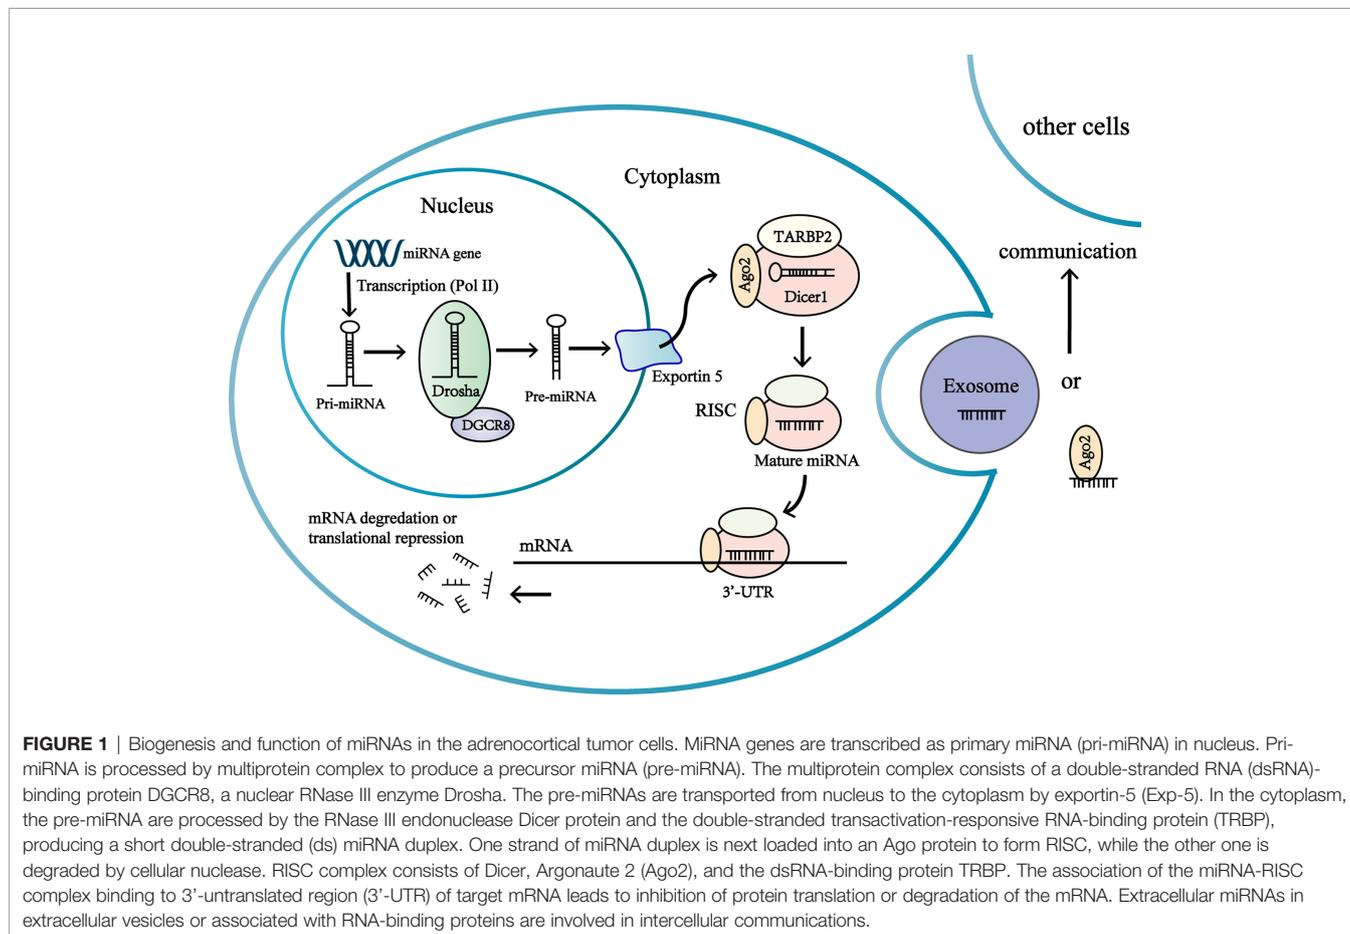 other cells
Cytoplasm
Nucleus
miRNA gene
Transcription (Pol II)
TARBP2
Ago2
Dicer1
communication
Pri-miRNA
Drosha
DGCR8
Pre-miRNA
Exportin 5
RISC
Mature miRNA
Exosome
or
Ago2
mRNA degredation or
translational repression
mRNA
3’-UTR
FIGURE 1 | Biogenesis and function of miRNAs in the adrenocortical tumor cells. MiRNA genes are transcribed as primary miRNA (pri-miRNA) in nucleus. Pri-
miRNA is processed by multiprotein complex to produce a precursor miRNA (pre-miRNA). The multiprotein complex consists of a double-stranded RNA (dsRNA)-
binding protein DGCR8, a nuclear RNase III enzyme Drosha. The pre-miRNAs are transported from nucleus to the cytoplasm by exportin-5 (Exp-5). In the cytoplasm,
the pre-miRNA are processed by the RNase III endonuclease Dicer protein and the double-stranded transactivation-responsive RNA-binding protein (TRBP),
producing a short double-stranded (ds) miRNA duplex. One strand of miRNA duplex is next loaded into an Ago protein to form RISC, while the other one is
degraded by cellular nuclease. RISC complex consists of Dicer, Argonaute 2 (Ago2), and the dsRNA-binding protein TRBP. The association of the miRNA-RISC
complex binding to 3’-untranslated region (3’-UTR) of target mRNA leads to inhibition of protein translation or degradation of the mRNA. Extracellular miRNAs in
extracellular vesicles or associated with RNA-binding proteins are involved in intercellular communications.